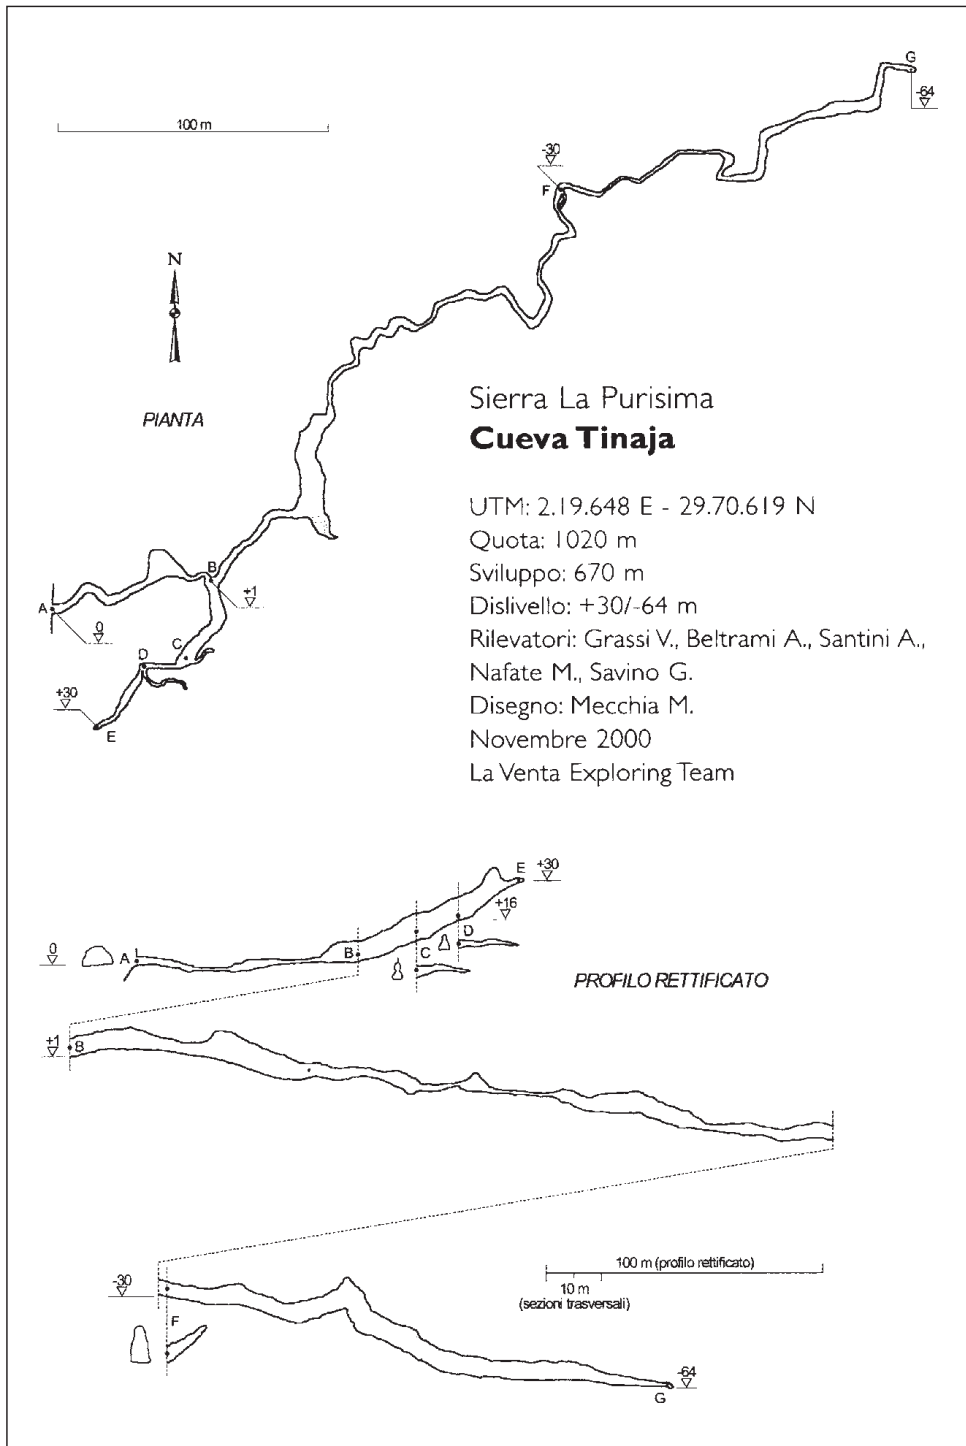 G
-64
100 m
-30
F
N
PIANTA
Sierra La Purisima
Cueva Tinaja
UTM: 2.19.648 E - 29.70.619 N
Quota: 1020 m
Sviluppo: 670 m
Dislivello: +30/-64 m
Rilevatori: Grassi V., Beltrami A., Santini A.,
Nafate M., Savino G.
Disegno: Mecchia M.
Novembre 2000
La Venta Exploring Team
B
A
+1
0
C
D
+30
E
E
+30
+16
D
0
A
B
C
PROFILO RETTIFICATO
+1
B
100 m (profilo rettificato)
10 m
(sezioni trasversali)
-30
F
-64
G